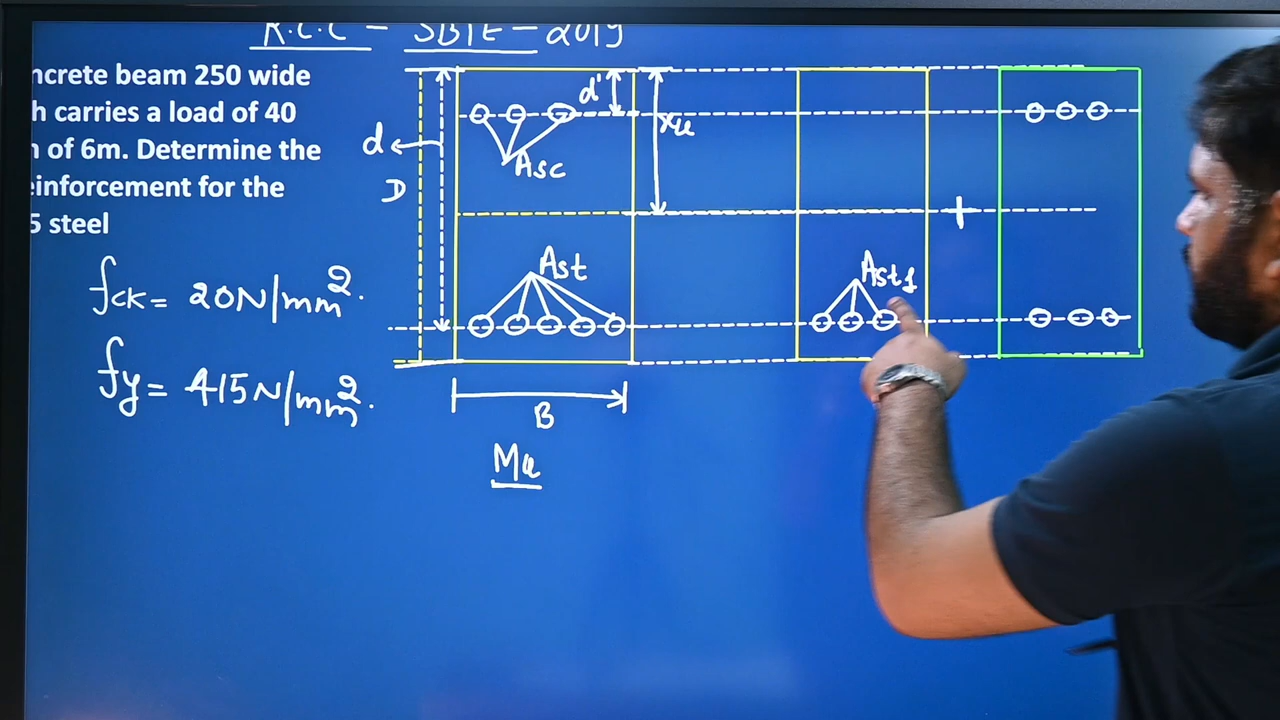 R.C.C - SBTE - 2019
ncrete beam 250 wide
h carries a load of 40
of 6m. Determine the
einforcement for the
5 steel
fck = 20N/mm².
fy = 415N/mm².
d
D
d'
xu
Asc
Ast
B
Mu
Ast1
+